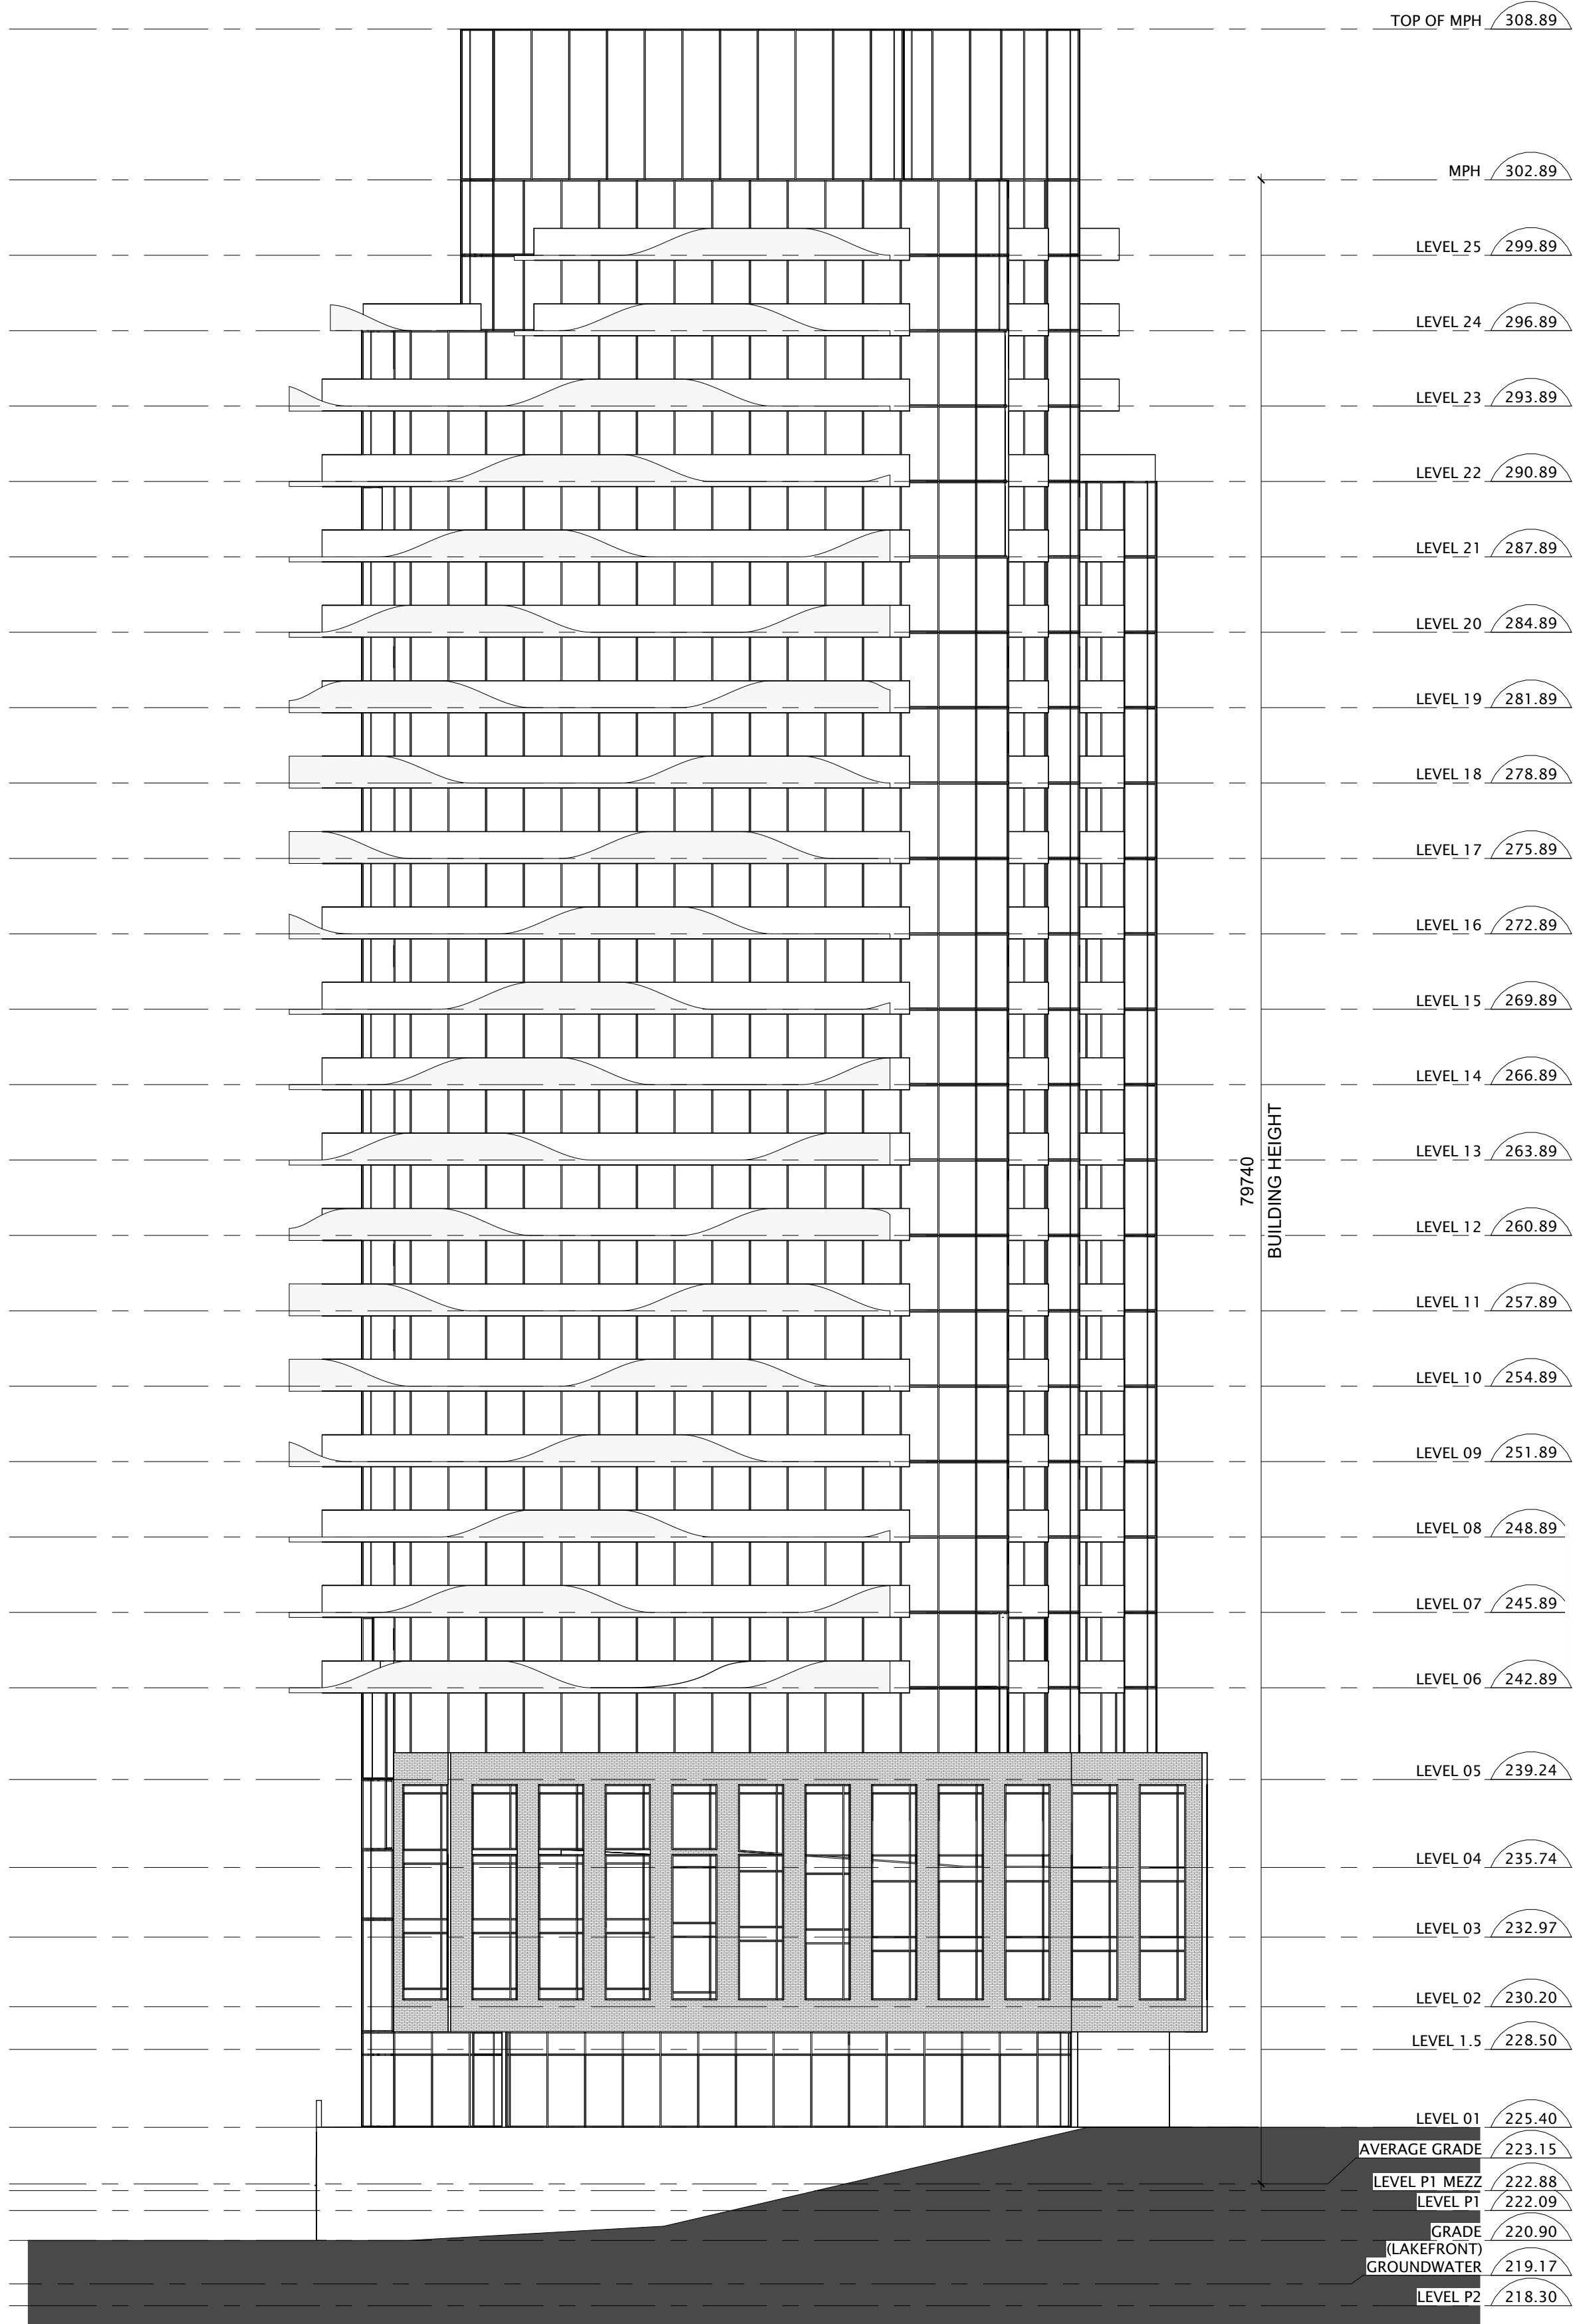 TOP OF MPH 308.89
MPH 302.89
LEVEL 25 299.89
LEVEL 24 296.89
LEVEL 23 293.89
LEVEL 22 290.89
LEVEL 21 287.89
LEVEL 20 284.89
LEVEL 19 281.89
LEVEL 18 278.89
LEVEL 17 275.89
LEVEL 16 272.89
LEVEL 15 269.89
LEVEL 14 266.89
79740
BUILDING HEIGHT
LEVEL 13 263.89
LEVEL 12 260.89
LEVEL 11 257.89
LEVEL 10 254.89
LEVEL 09 251.89
LEVEL 08 248.89
LEVEL 07 245.89
LEVEL 06 242.89
LEVEL 05 239.24
LEVEL 04 235.74
LEVEL 03 232.97
LEVEL 02 230.20
LEVEL 1.5 228.50
LEVEL 01 225.40
AVERAGE GRADE 223.15
LEVEL P1 MEZZ 222.88
LEVEL P1 222.09
GRADE 220.90
(LAKEFRONT)
GROUNDWATER 219.17
LEVEL P2 218.30